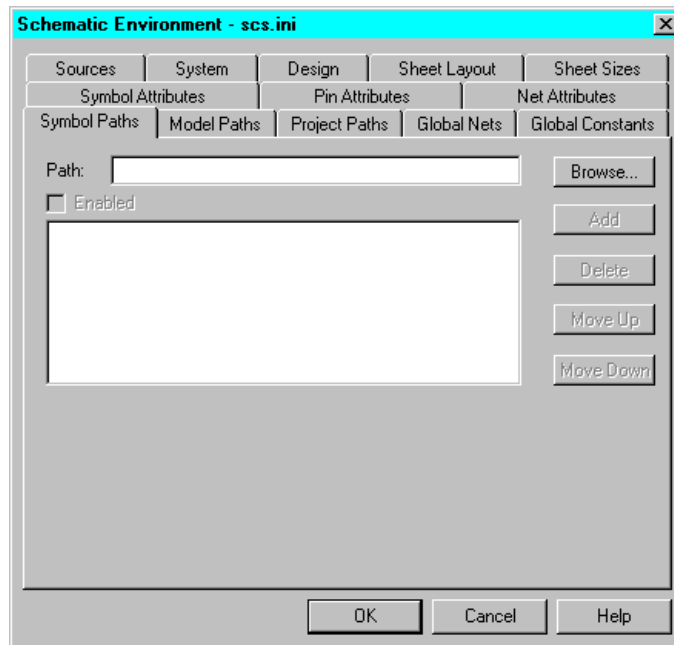 Schematic Environment - scs.ini
Sources System Design Sheet Layout Sheet Sizes
Symbol Attributes Pin Attributes Net Attributes
Symbol Paths Model Paths Project Paths Global Nets Global Constants
Path: Browse...
Enabled
Add
Delete
Move Up
Move Down
OK Cancel Help